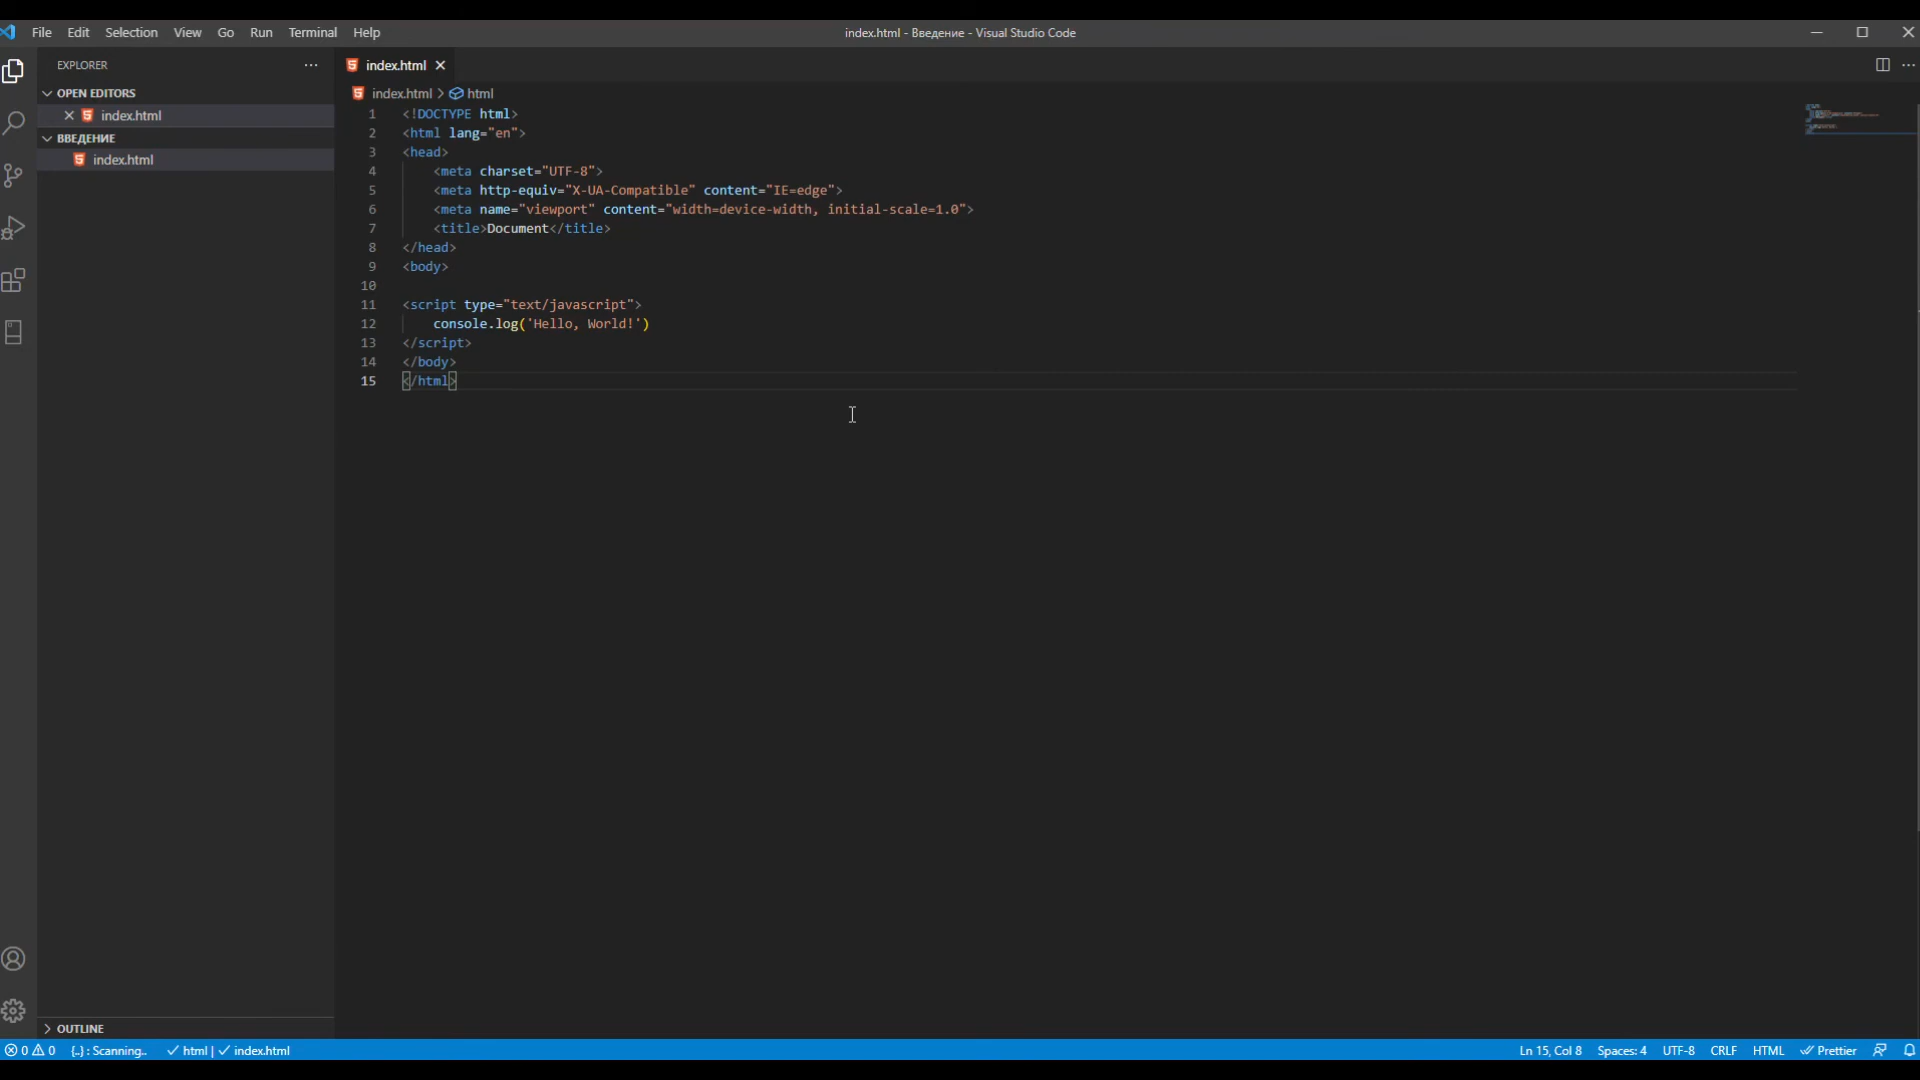 File Edit Selection View Go Run Terminal Help
index.html - Введение - Visual Studio Code
EXPLORER
OPEN EDITORS
index.html
ВВЕДЕНИЕ
index.html
OUTLINE
index.html
index.html > html
1 <!DOCTYPE html>
2 <html lang="en">
3 <head>
4 <meta charset="UTF-8">
5 <meta http-equiv="X-UA-Compatible" content="IE=edge">
6 <meta name="viewport" content="width=device-width, initial-scale=1.0">
7 <title>Document</title>
8 </head>
9 <body>
10
11 <script type="text/javascript">
12 console.log('Hello, World!')
13 </script>
14 </body>
15 </html>
0 0 {..} : Scanning.. html | index.html
Ln 15, Col 8 Spaces: 4 UTF-8 CRLF HTML Prettier